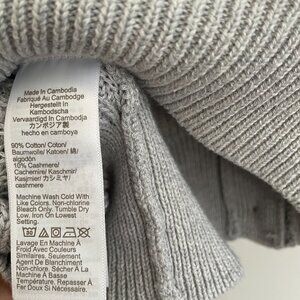 Made In Cambodia
Fabriqué Au Cambodge
Hergestellt In
Kambodscha
Vervaardigd In Cambodja
カンボジア製
hecho en camboya
90% Cotton/ Coton/
Baumwolle/ Katoen/ 綿/
algodón
10% Cashmere/
Cachemire/ Kaschmir/
Kasjmier/ カシミヤ/
cashmere
Machine Wash Cold With
Like Colors. Non-chlorine
Bleach Only. Tumble Dry
Low. Iron On Lowest
Setting.
Lavage En Machine À
Froid Avec Couleurs
Semblables. Seulement
Agent De Blanchiment
Non-chloré. Sécher À La
Machine À Basse
Température. Repasser À
Doux Si Nécessaire.